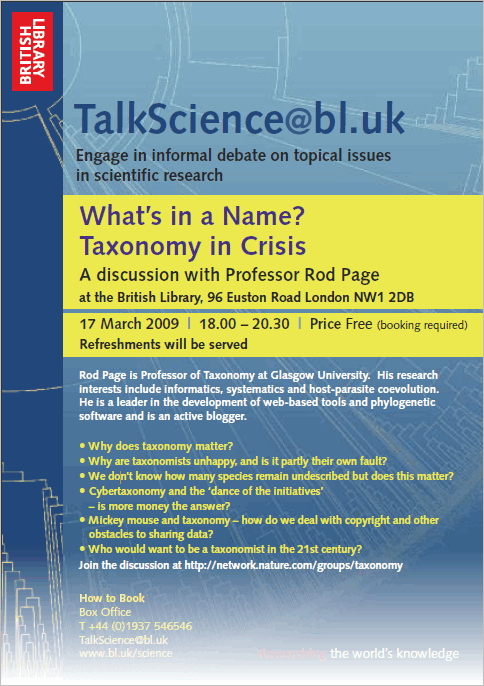 BRITISH
LIBRARY
TalkScience@bl.uk
Engage in informal debate on topical issues
in scientific research
What's in a Name?
Taxonomy in Crisis
A discussion with Professor Rod Page
at the British Library, 96 Euston Road London NW1 2DB
17 March 2009 | 18.00 – 20.30 | Price Free (booking required)
Refreshments will be served
Rod Page is Professor of Taxonomy at Glasgow University. His research
interests include informatics, systematics and host-parasite coevolution.
He is a leader in the development of web-based tools and phylogenetic
software and is an active blogger.
• Why does taxonomy matter?
• Why are taxonomists unhappy, and is it partly their own fault?
• We don't know how many species remain undescribed but does this matter?
• Cybertaxonomy and the 'dance of the initiatives'
– is more money the answer?
• Mickey mouse and taxonomy – how do we deal with copyright and other
obstacles to sharing data?
• Who would want to be a taxonomist in the 21st century?
Join the discussion at http://network.nature.com/groups/taxonomy
How to Book
Box Office
T +44 (0)1937 546546
TalkScience@bl.uk
www.bl.uk/science
the world's knowledge